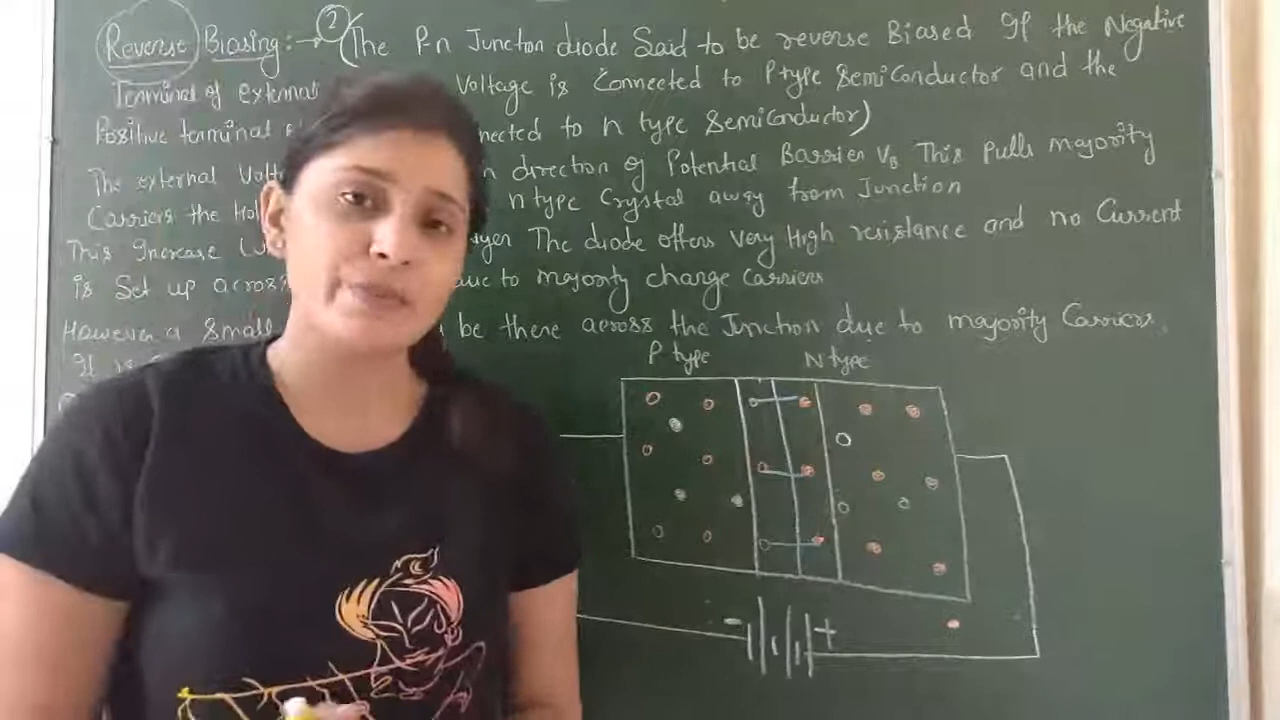 Reverse Biasing:→ 2 (The P-n Juncton diode Said to be reverse Biased If the Negative
Terminal of external Voltage is Connected to P type SemiConductor and the
Positive terminal nected to n type SemiConductor)
The external Volt n direction of Potential Barrier VB This Pulls majority
Carriers the Hol n type Crystal away from Junction
This Increase yer The diode offers Very High resistance and no Current
is Set up across due to majority charge Carriers
However a Small be there across the Junction due to majority Carriers.
It is
P type N type
- +